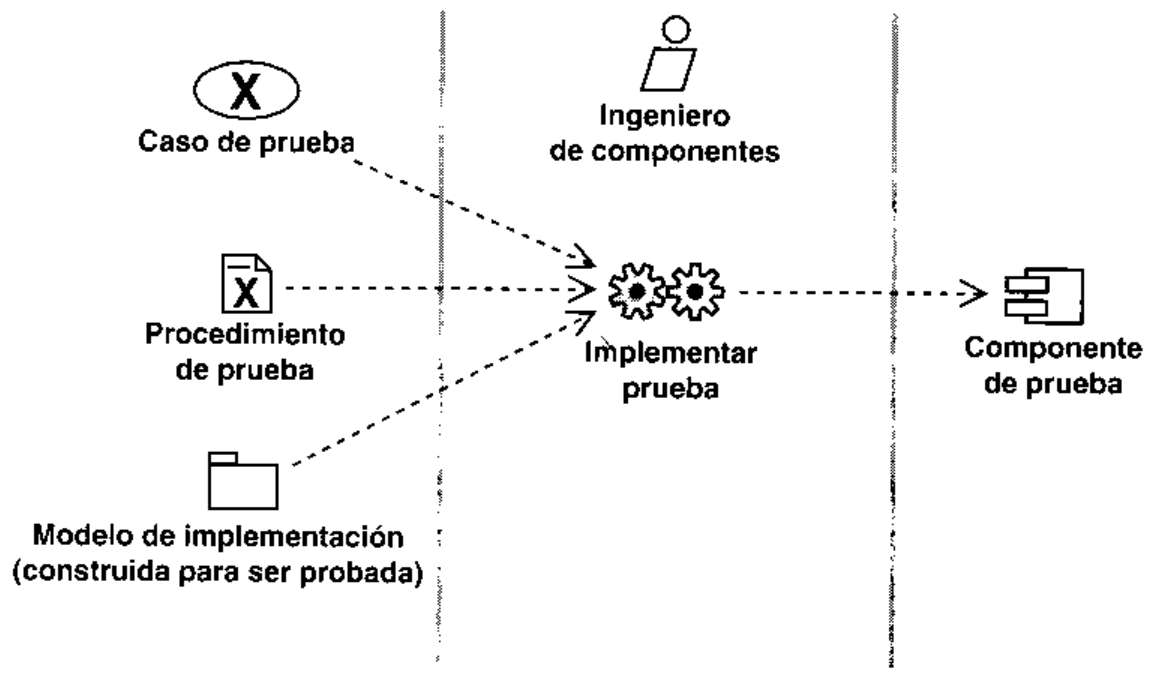 X
Caso de prueba
Ingeniero
de componentes
X
Procedimiento
de prueba
Implementar
prueba
Componente
de prueba
Modelo de implementación
(construida para ser probada)